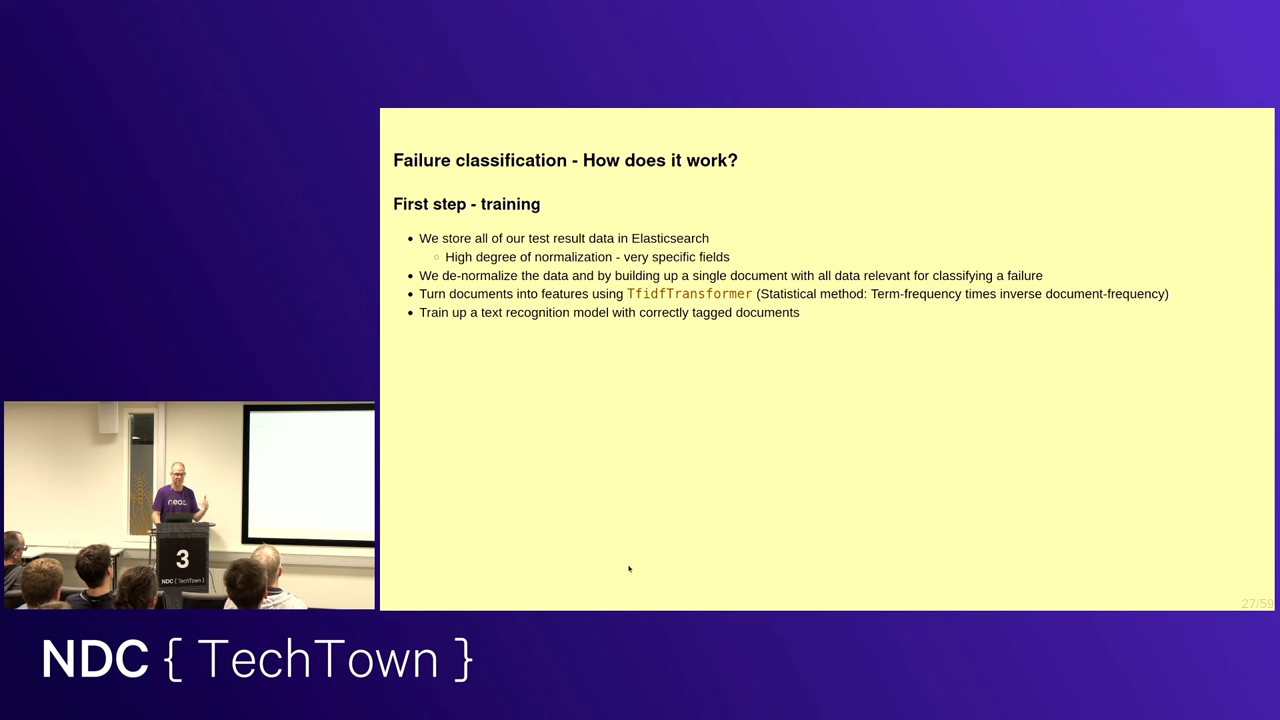 Failure classification - How does it work?
First step - training
We store all of our test result data in Elasticsearch
High degree of normalization - very specific fields
We de-normalize the data and by building up a single document with all data relevant for classifying a failure
Turn documents into features using TfidfTransformer (Statistical method: Term-frequency times inverse document-frequency)
Train up a text recognition model with correctly tagged documents
27/59
neat.
3
NDC { TechTown }
NDC { TechTown }